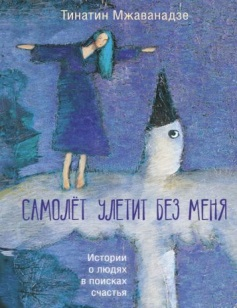 Тинатин Мжаванадзе
САМОЛЁТ УЛЕТИТ БЕЗ МЕНЯ
Истории
о людях
в поисках
счастья